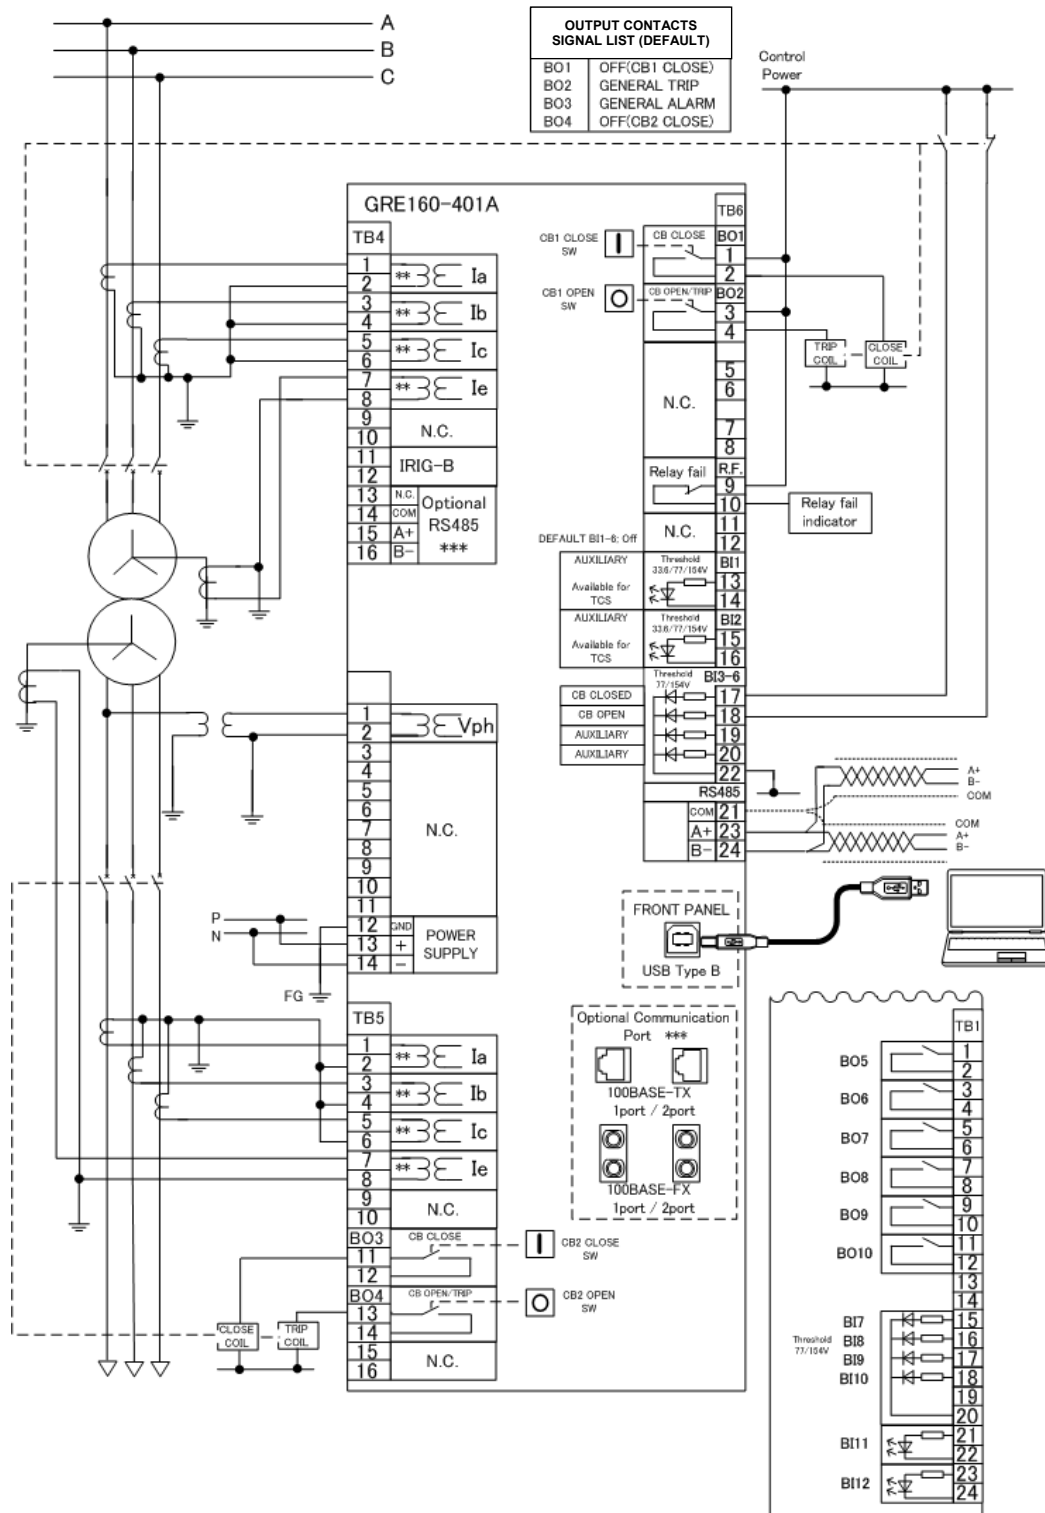 A
B
C
OUTPUT CONTACTS
SIGNAL LIST (DEFAULT)
BO1 OFF(CB1 CLOSE)
BO2 GENERAL TRIP
BO3 GENERAL ALARM
BO4 OFF(CB2 CLOSE)
Control
Power
GRE160-401A
TB4
1
2
** Ia
3
4
** Ib
5
6
** Ic
7
8
** Ie
9
10
N.C.
11
12
IRIG-B
13 N.C.
14 COM
15 A+
16 B-
Optional
RS485
***
CB1 CLOSE
SW
CB1 OPEN
SW
TB6
CB CLOSE BO1
1
2
CB OPEN/TRIP BO2
3
4
TRIP
COIL
CLOSE
COIL
5
6
N.C.
7
8
Relay fail R.F.
9
10
Relay fail
indicator
11
12
N.C.
DEFAULT BI1-6: Off
AUXILIARY
Available for
TCS
Threshold
33.6/77/154V
BI1
13
14
AUXILIARY
Available for
TCS
Threshold
33.6/77/154V
BI2
15
16
Threshold
77/154V
BI3-6
CB CLOSED 17
CB OPEN 18
AUXILIARY 19
AUXILIARY 20
22
RS485
COM 21
A+ 23
B- 24
A+
B-
COM
COM
A+
B-
1
2
Vph
3
4
5
6
7
8
9
10
11
N.C.
P
N
12 GND
13 +
14 -
POWER
SUPPLY
FG
FRONT PANEL
USB Type B
TB5
1
2
** Ia
3
4
** Ib
5
6
** Ic
7
8
** Ie
9
10
N.C.
BO3 CB CLOSE
11
12
BO4 CB OPEN/TRIP
13
14
15
16
N.C.
CB2 CLOSE
SW
CB2 OPEN
SW
CLOSE
COIL
TRIP
COIL
Optional Communication
Port ***
100BASE-TX
1port / 2port
100BASE-FX
1port / 2port
TB1
BO5
1
2
BO6
3
4
BO7
5
6
BO8
7
8
BO9
9
10
BO10
11
12
13
14
BI7 15
BI8 16
BI9 17
BI10 18
Threshold
77/154V
19
20
BI11
21
22
BI12
23
24